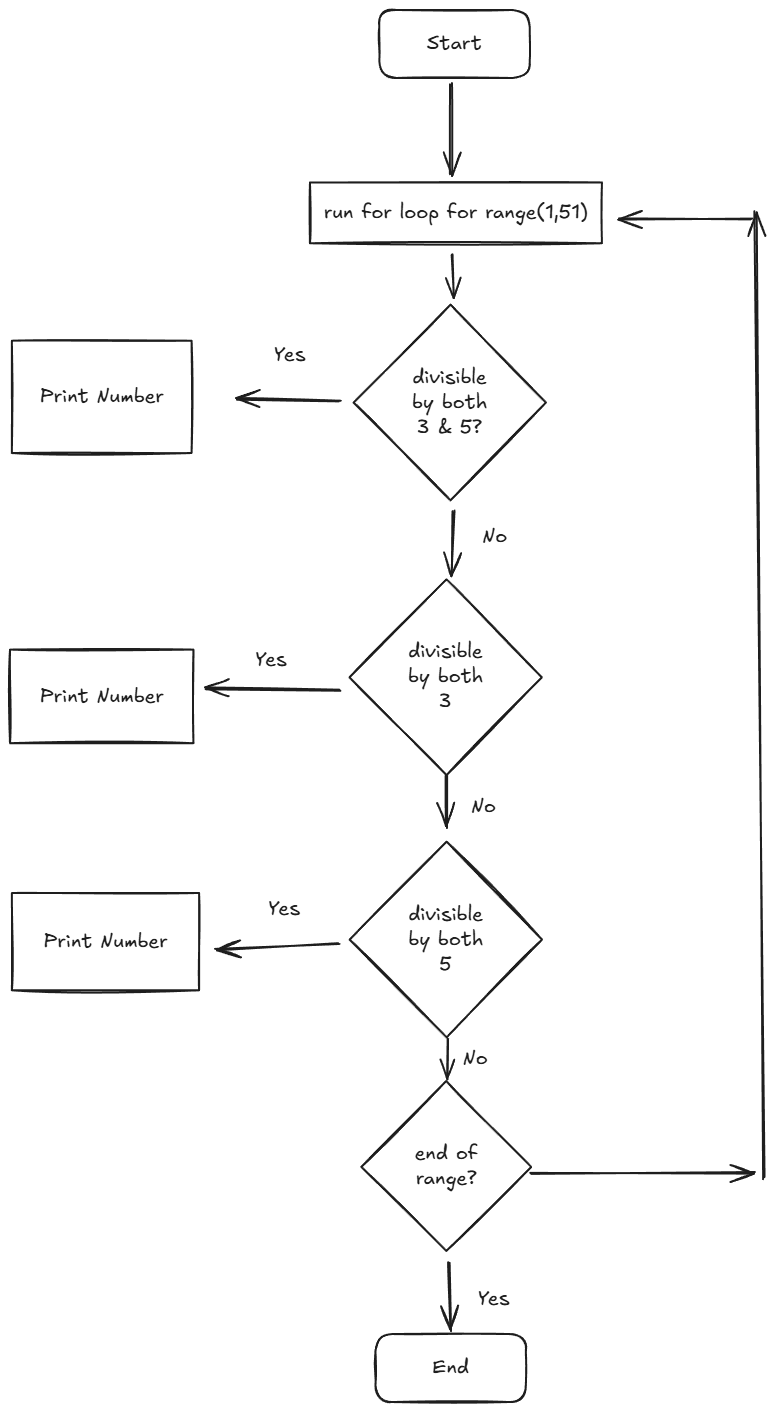 Start
run for loop for range(1,51)
Yes
divisible
by both
3 & 5?
Print Number
No
divisible
by both
3
Yes
Print Number
No
divisible
by both
5
Yes
Print Number
No
end of
range?
Yes
End